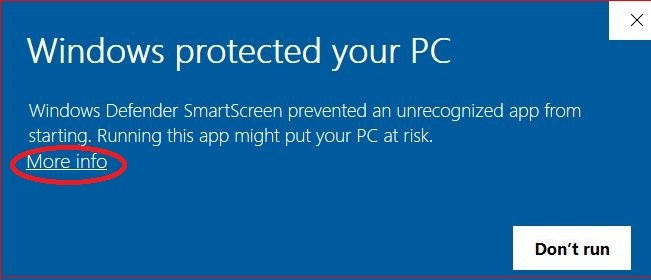 Windows protected your PC
Windows Defender SmartScreen prevented an unrecognized app from
starting. Running this app might put your PC at risk.
More info
Don't run